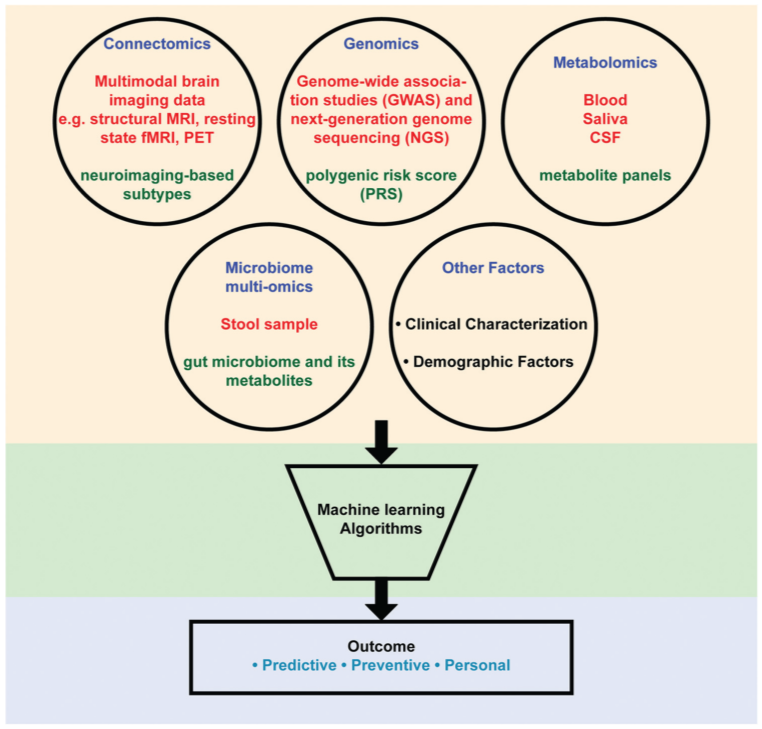 Connectomics
Multimodal brain
imaging data
e.g. structural MRI, resting
state fMRI, PET
neuroimaging-based
subtypes
Genomics
Genome-wide associa-
tion studies (GWAS) and
next-generation genome
sequencing (NGS)
polygenic risk score
(PRS)
Metabolomics
Blood
Saliva
CSF
metabolite panels
Microbiome
multi-omics
Stool sample
gut microbiome and its
metabolites
Other Factors
• Clinical Characterization
• Demographic Factors
Machine learning
Algorithms
Outcome
• Predictive • Preventive • Personal